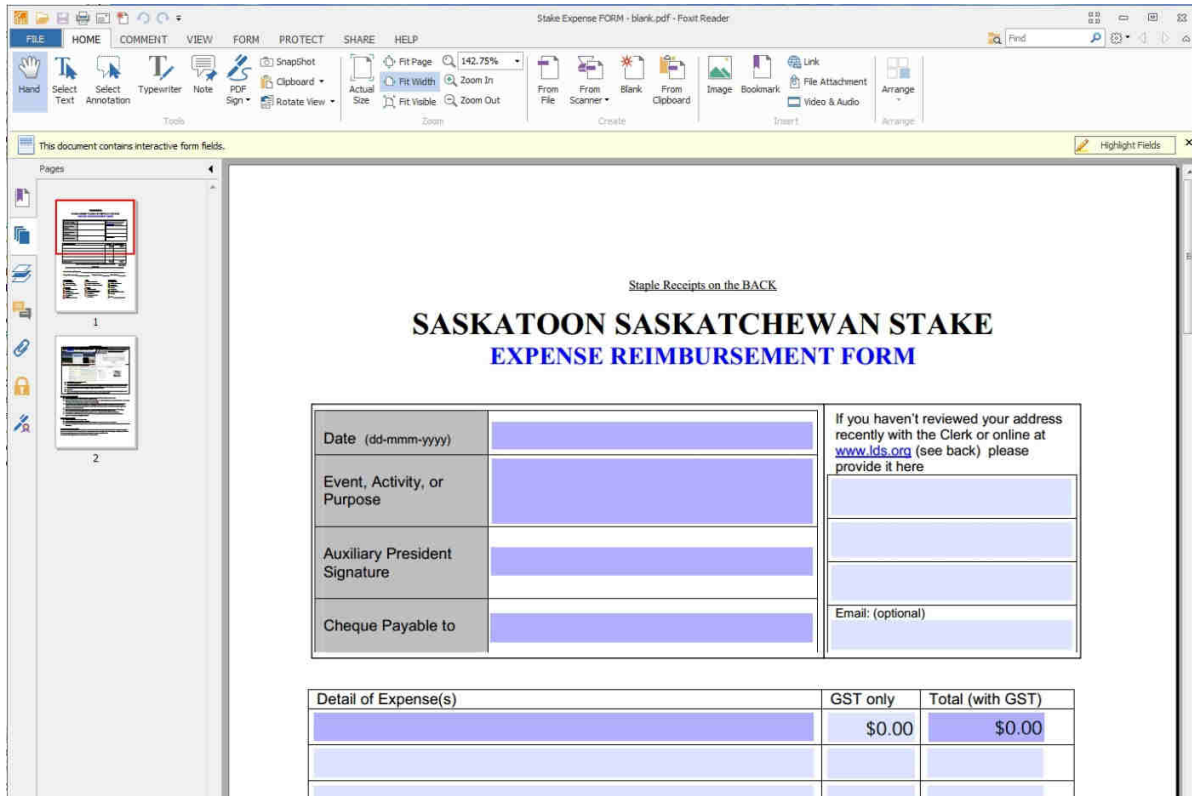 Stake Expense FORM - blank.pdf - Foxit Reader
FILE HOME COMMENT VIEW FORM PROTECT SHARE HELP
Find
Hand
Select Text
Select Annotation
Typewriter
Note
PDF Sign
SnapShot
Clipboard
Rotate View
Tools
Actual Size
Fit Page
Fit Width
Fit Visible
142.75%
Zoom In
Zoom Out
Zoom
From File
From Scanner
Blank
From Clipboard
Create
Image
Bookmark
Link
File Attachment
Video & Audio
Insert
Arrange
Arrange
This document contains interactive form fields.
Highlight Fields
Pages
1
2
Staple Receipts on the BACK
SASKATOON SASKATCHEWAN STAKE
EXPENSE REIMBURSEMENT FORM
Date (dd-mmm-yyyy)
Event, Activity, or
Purpose
Auxiliary President
Signature
Cheque Payable to
If you haven't reviewed your address
recently with the Clerk or online at
www.lds.org (see back) please
provide it here
Email: (optional)
Detail of Expense(s) GST only Total (with GST)
$0.00 $0.00